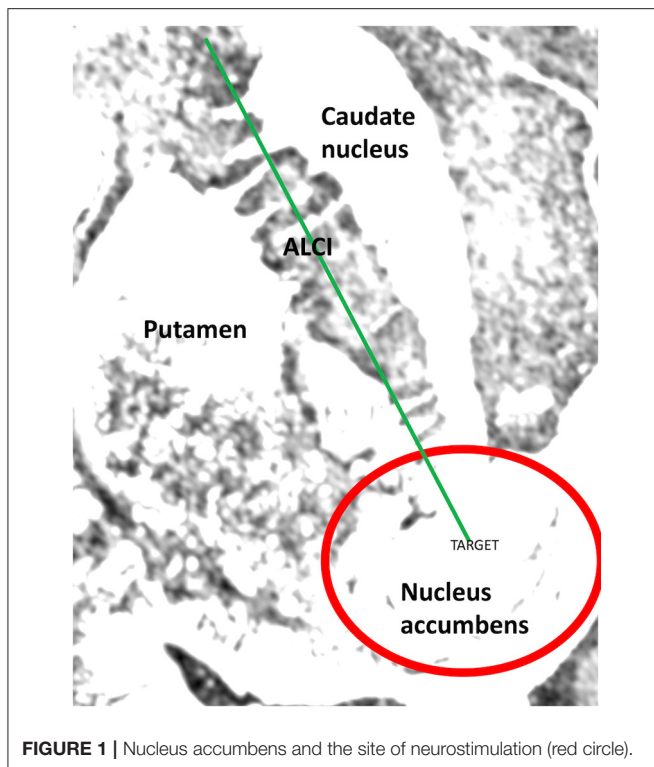 Caudate
nucleus
ALCI
Putamen
TARGET
Nucleus
accumbens
FIGURE 1 | Nucleus accumbens and the site of neurostimulation (red circle).